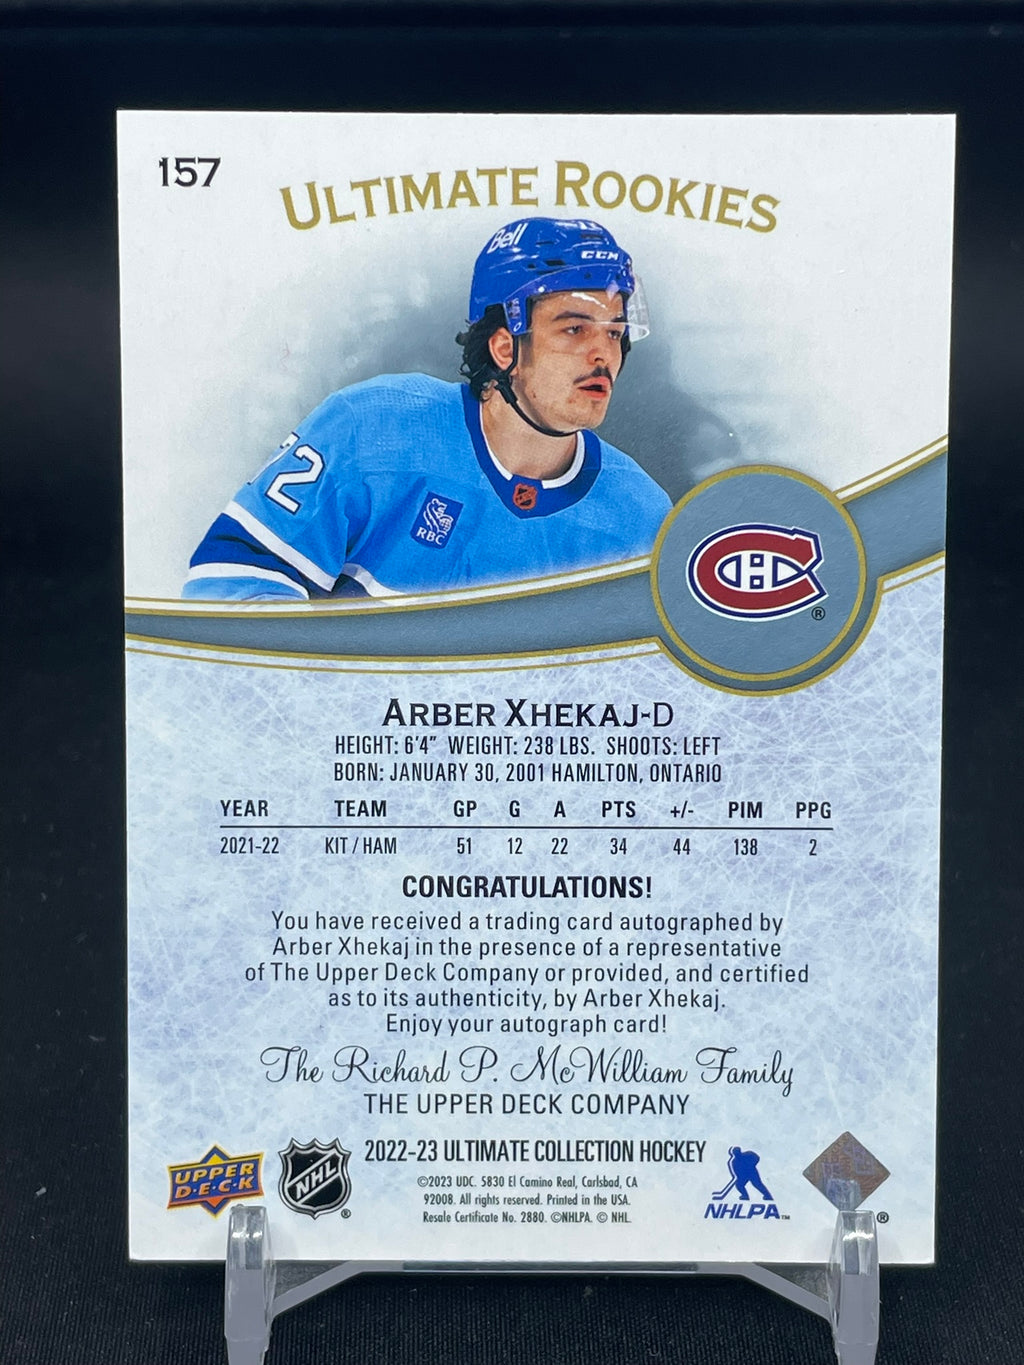 157
ULTIMATE ROOKIES
Bell
CCM
72
RBC
®
ARBER XHEKAJ-D
HEIGHT: 6'4" WEIGHT: 238 LBS. SHOOTS: LEFT
BORN: JANUARY 30, 2001 HAMILTON, ONTARIO
YEAR TEAM GP G A PTS +/- PIM PPG
2021-22 KIT / HAM 51 12 22 34 44 138 2
CONGRATULATIONS!
You have received a trading card autographed by
Arber Xhekaj in the presence of a representative
of The Upper Deck Company or provided, and certified
as to its authenticity, by Arber Xhekaj.
Enjoy your autograph card!
The Richard P. McWilliam Family
THE UPPER DECK COMPANY
2022-23 ULTIMATE COLLECTION HOCKEY
©2023 UDC. 5830 El Camino Real, Carlsbad, CA
92008. All rights reserved. Printed in the USA.
Resale Certificate No. 2880. ©NHLPA. © NHL.
UPPER
D·E·C·K
NHL
®
NHLPA™
®